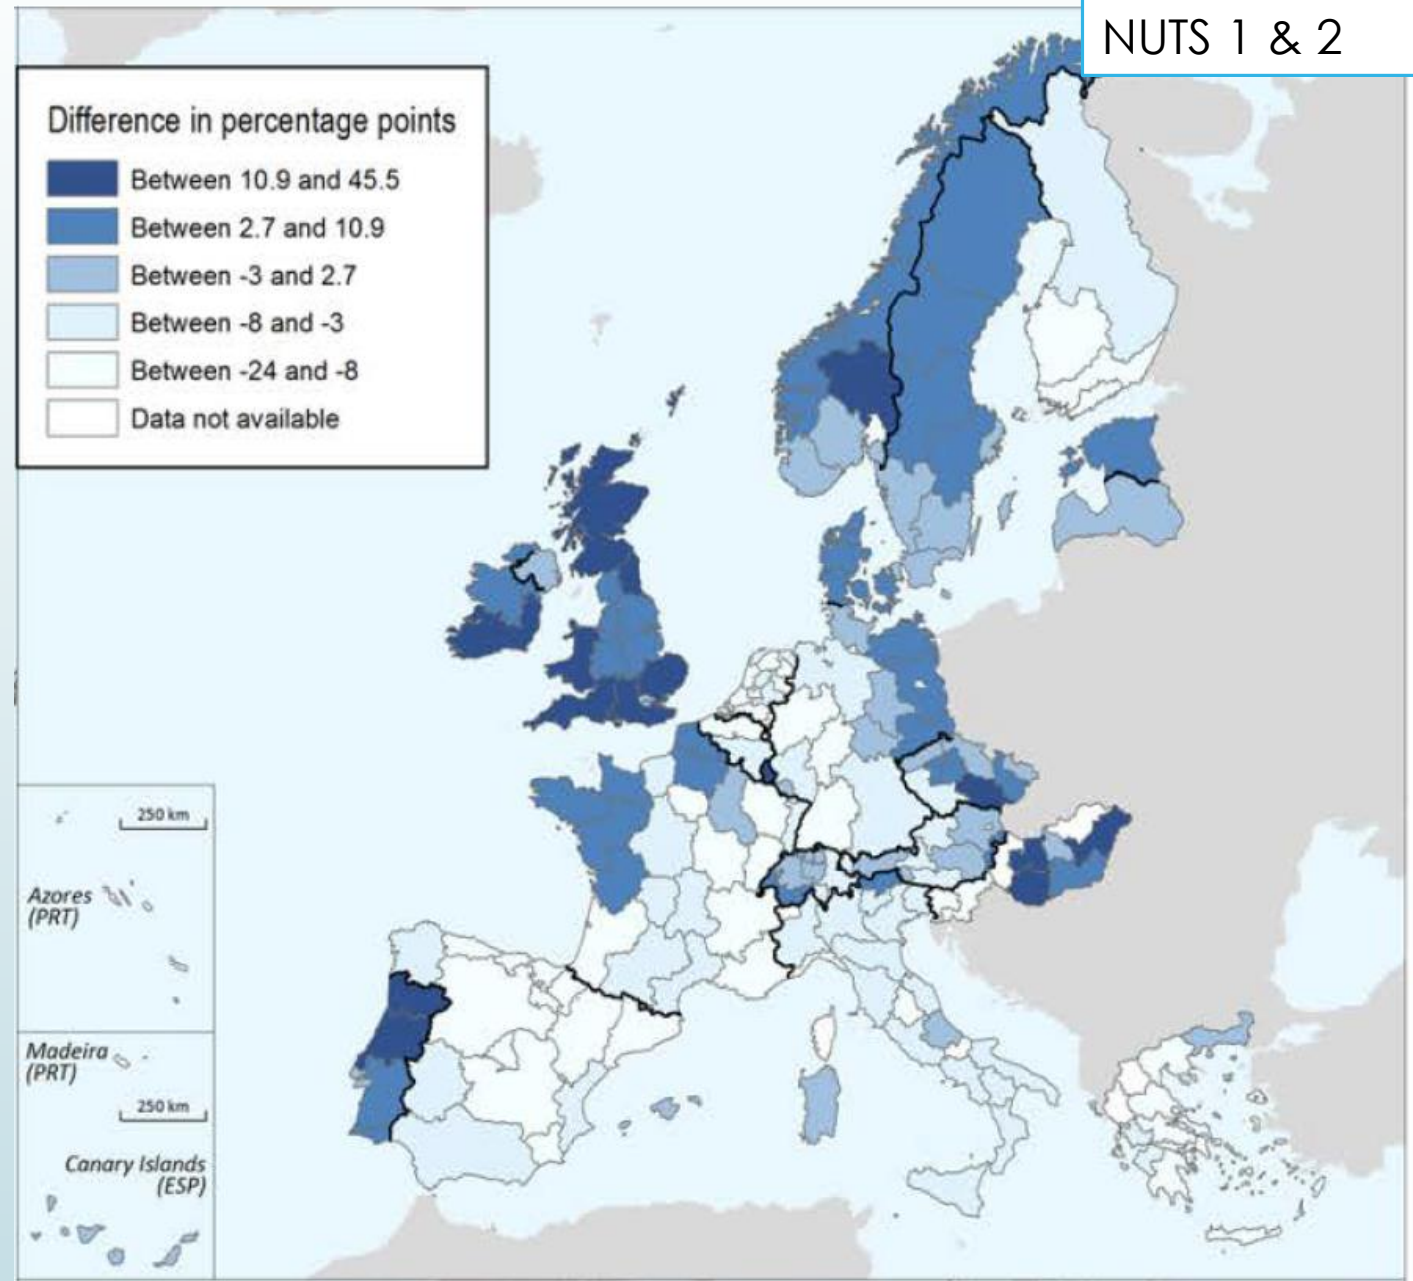 NUTS 1 & 2
Difference in percentage points
Between 10.9 and 45.5
Between 2.7 and 10.9
Between -3 and 2.7
Between -8 and -3
Between -24 and -8
Data not available
250 km
Azores
(PRT)
Madeira
(PRT)
250 km
Canary Islands
(ESP)